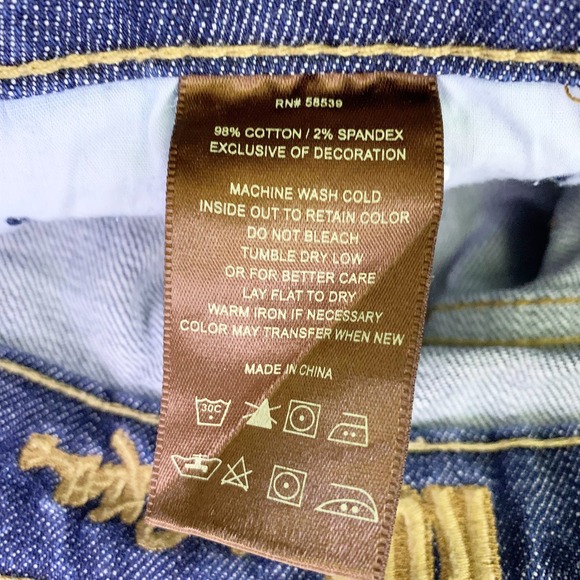 RN# 58539
98% COTTON / 2% SPANDEX
EXCLUSIVE OF DECORATION
MACHINE WASH COLD
INSIDE OUT TO RETAIN COLOR
DO NOT BLEACH
TUMBLE DRY LOW
OR FOR BETTER CARE
LAY FLAT TO DRY
WARM IRON IF NECESSARY
COLOR MAY TRANSFER WHEN NEW
MADE IN CHINA
30C